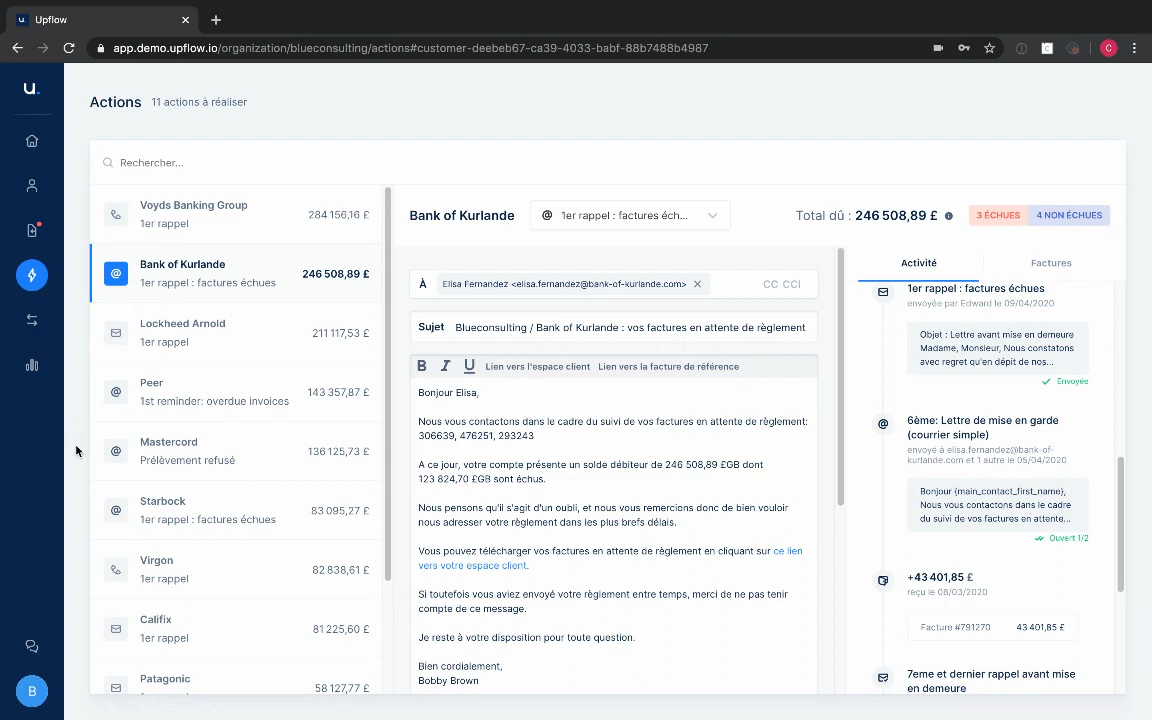 u. Upflow
app.demo.upflow.io/organization/blueconsulting/actions#customer-deebeb67-ca39-4033-babf-88b7488b4987
C
C
u.
Actions 11 actions à réaliser
Rechercher...
Voyds Banking Group
1er rappel
284 156,16 £
Bank of Kurlande
1er rappel : factures échues
246 508,89 £
Lockheed Arnold
1er rappel
211 117,53 £
Peer
1st reminder: overdue invoices
143 357,87 £
Mastercord
Prélèvement refusé
136 125,73 £
Starbock
1er rappel : factures échues
83 095,27 £
Virgon
1er rappel
82 838,61 £
Califix
1er rappel
81 225,60 £
Patagonic
58 127,77 £
B
Bank of Kurlande
@ 1er rappel : factures éch...
Total dû : 246 508,89 £
3 ÉCHUES 4 NON ÉCHUES
À Elisa Fernandez <elisa.fernandez@bank-of-kurlande.com> CC CCI
Sujet Blueconsulting / Bank of Kurlande : vos factures en attente de règlement
B I U Lien vers l'espace client Lien vers la facture de référence
Bonjour Elisa,
Nous vous contactons dans le cadre du suivi de vos factures en attente de règlement:
306639, 476251, 293243
A ce jour, votre compte présente un solde débiteur de 246 508,89 £GB dont
123 824,70 £GB sont échus.
Nous pensons qu'il s'agit d'un oubli, et nous vous remercions donc de bien vouloir
nous adresser votre règlement dans les plus brefs délais.
Vous pouvez télécharger vos factures en attente de règlement en cliquant sur ce lien
vers votre espace client.
Si toutefois vous aviez envoyé votre règlement entre temps, merci de ne pas tenir
compte de ce message.
Je reste à votre disposition pour toute question.
Bien cordialement,
Bobby Brown
Activité Factures
1er rappel : factures échues
envoyée par Edward le 09/04/2020
Objet : Lettre avant mise en demeure
Madame, Monsieur, Nous constatons
avec regret qu'en dépit de nos...
Envoyée
6ème: Lettre de mise en garde
(courrier simple)
envoyé à elisa.fernandez@bank-of-
kurlande.com et 1 autre le 05/04/2020
Bonjour {main_contact_first_name},
Nous vous contactons dans le cadre
du suivi de vos factures en attente...
Ouvert 1/2
+43 401,85 £
reçu le 08/03/2020
Facture #791270 43 401,85 £
7eme et dernier rappel avant mise
en demeure